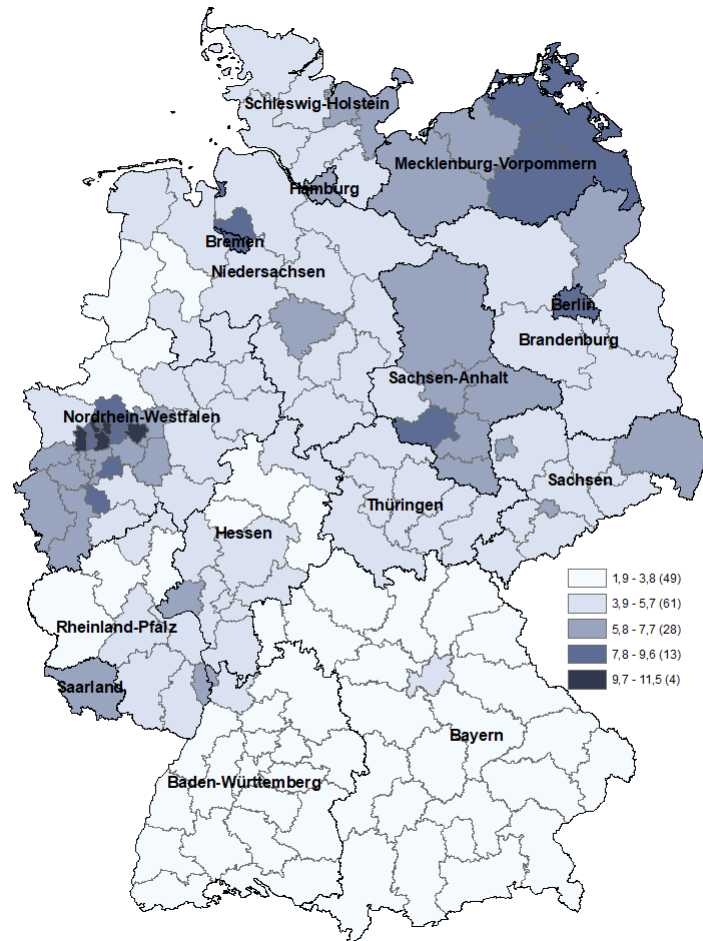 Schleswig-Holstein
Mecklenburg-Vorpommern
Hamburg
Bremen
Niedersachsen
Berlin
Brandenburg
Sachsen-Anhalt
Nordrhein-Westfalen
Sachsen
Thüringen
Hessen
1,9 - 3,8 (49)
3,9 - 5,7 (61)
5,8 - 7,7 (28)
7,8 - 9,6 (13)
9,7 - 11,5 (4)
Rheinland-Pfalz
Saarland
Bayern
Baden-Württemberg